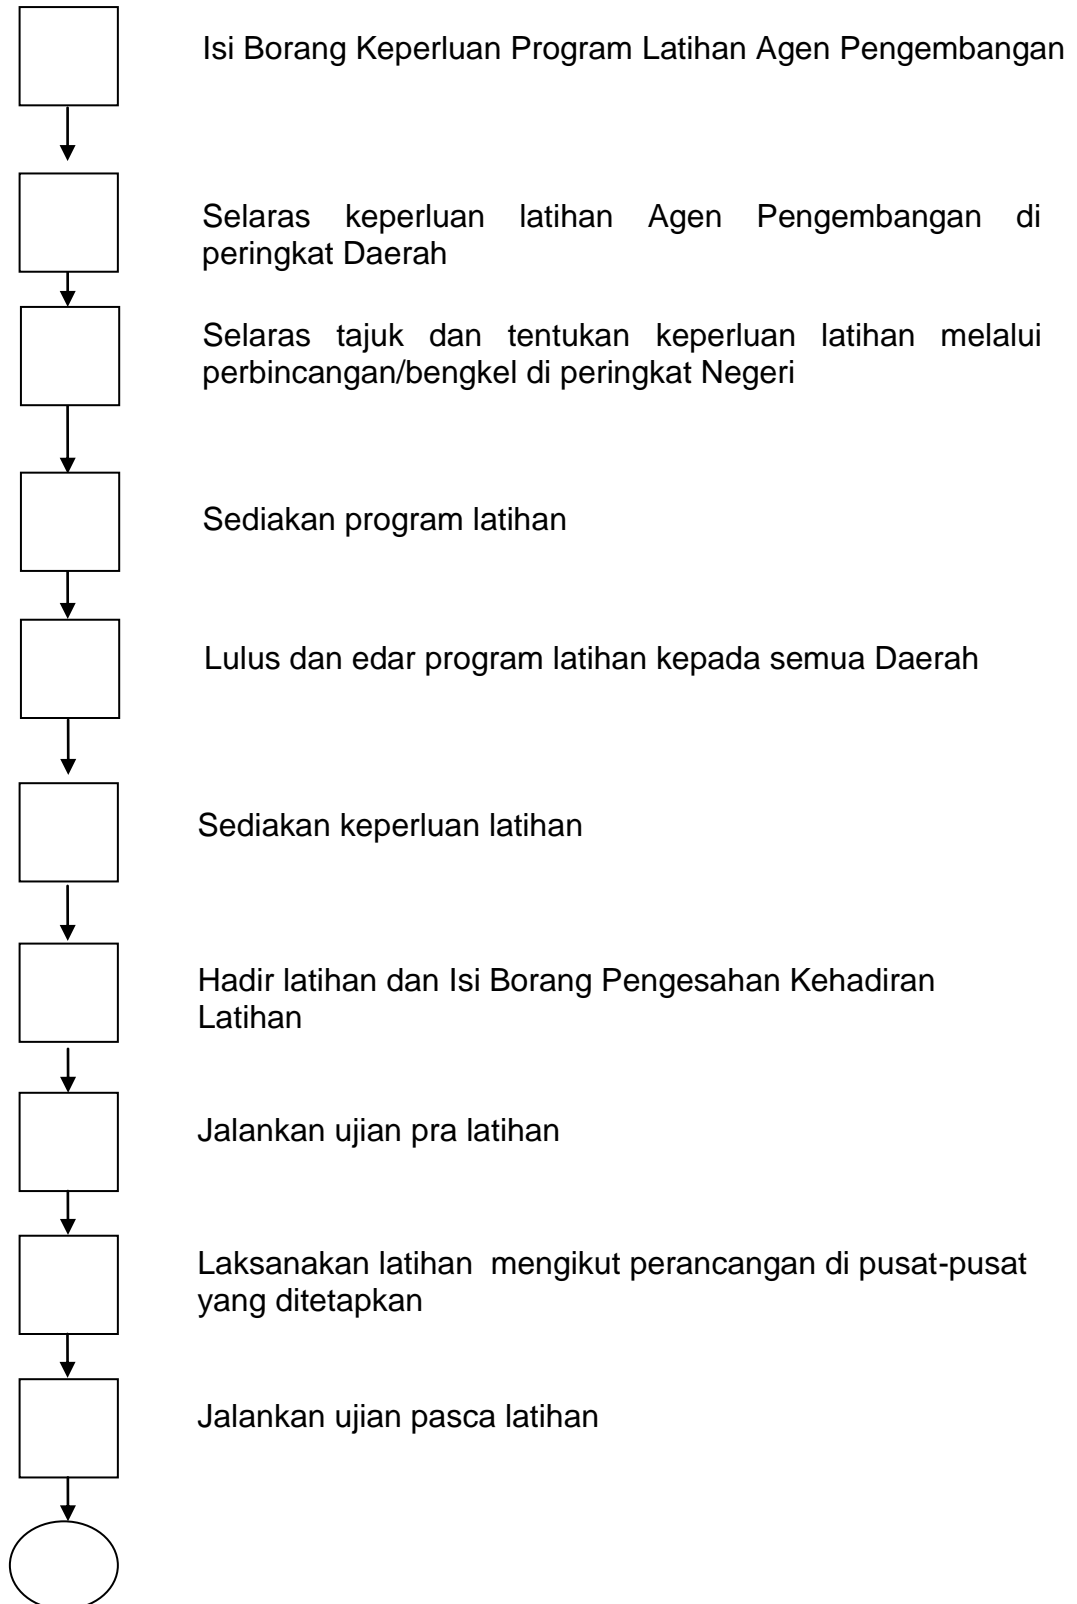 Isi Borang Keperluan Program Latihan Agen Pengembangan
Selaras keperluan latihan Agen Pengembangan di
peringkat Daerah
Selaras tajuk dan tentukan keperluan latihan melalui
perbincangan/bengkel di peringkat Negeri
Sediakan program latihan
Lulus dan edar program latihan kepada semua Daerah
Sediakan keperluan latihan
Hadir latihan dan Isi Borang Pengesahan Kehadiran
Latihan
Jalankan ujian pra latihan
Laksanakan latihan  mengikut perancangan di pusat-pusat
yang ditetapkan
Jalankan ujian pasca latihan